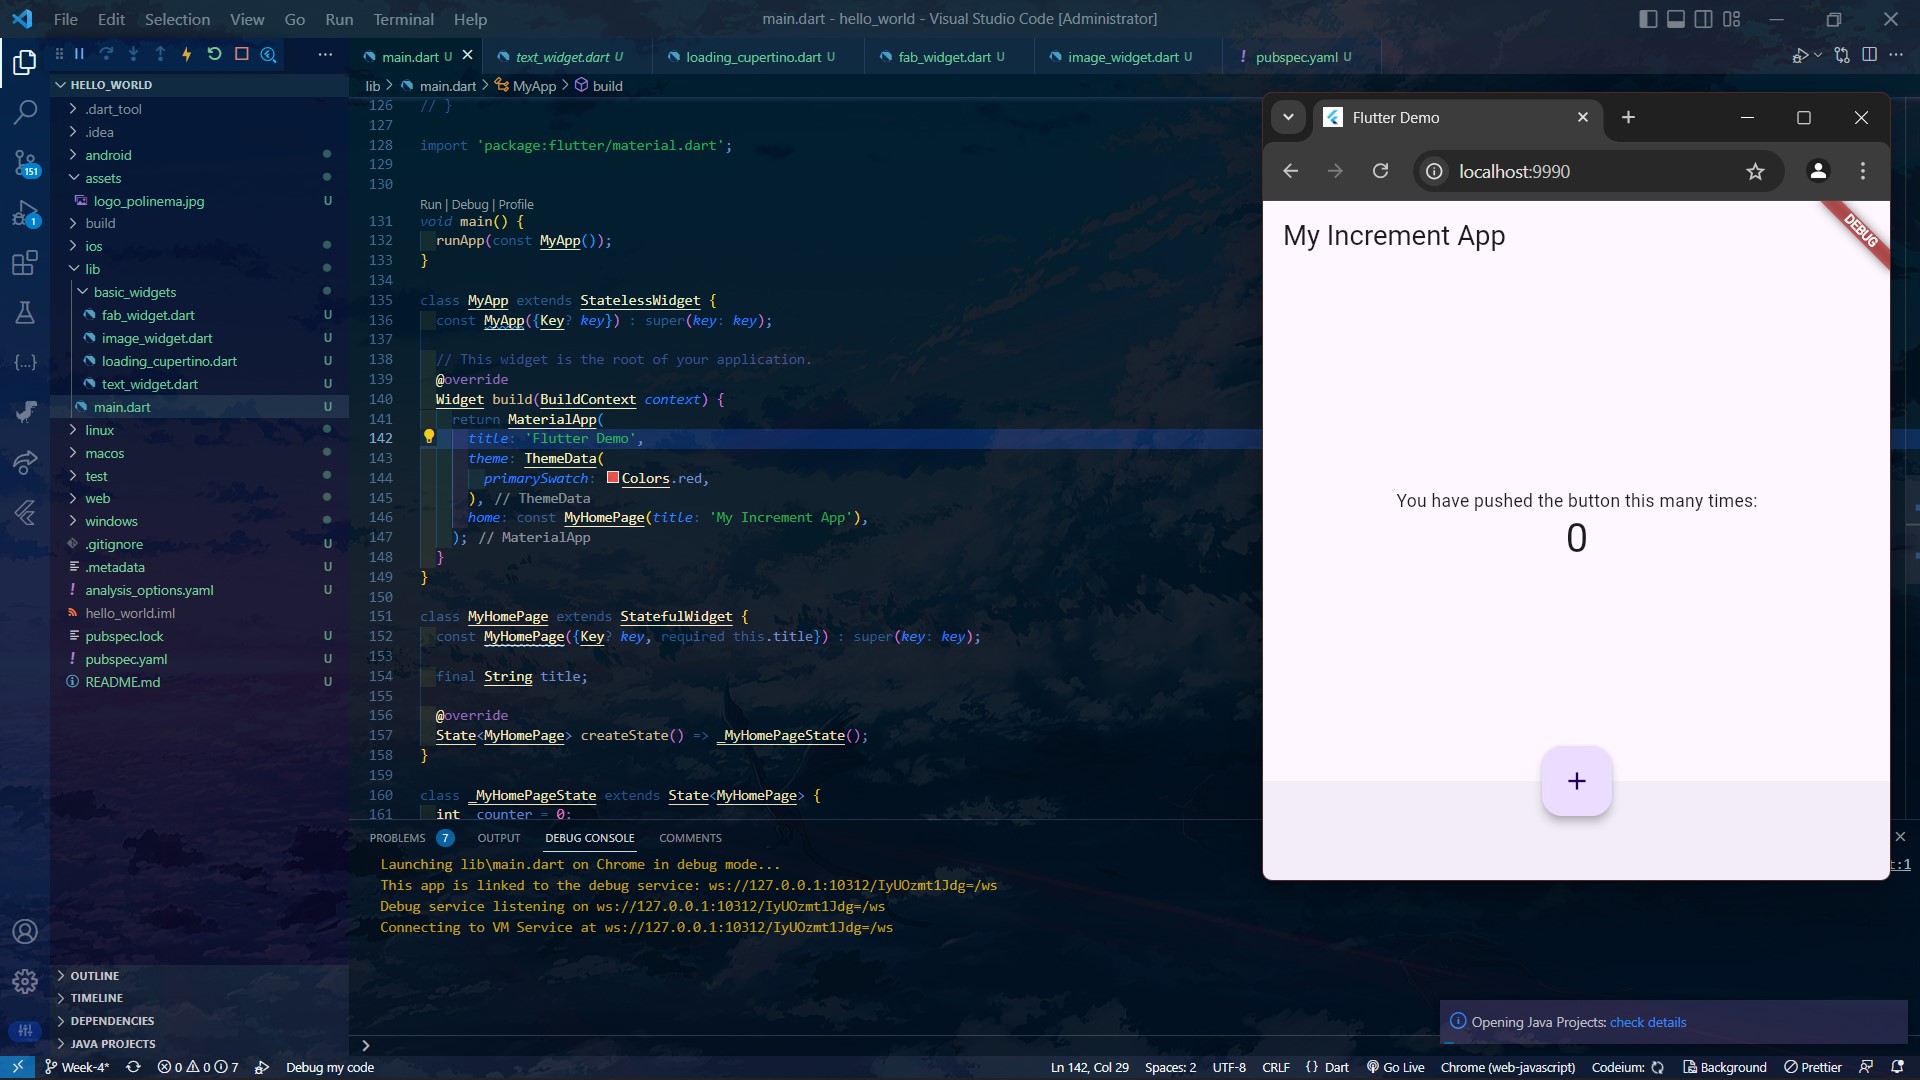 File Edit Selection View Go Run Terminal Help
main.dart - hello_world - Visual Studio Code [Administrator]
main.dart U text_widget.dart U loading_cupertino.dart U fab_widget.dart U image_widget.dart U pubspec.yaml U
HELLO_WORLD
.dart_tool
.idea
android
assets
logo_polinema.jpg U
build
ios
lib
basic_widgets
fab_widget.dart U
image_widget.dart U
loading_cupertino.dart U
text_widget.dart U
main.dart U
linux
macos
test
web
windows
.gitignore U
.metadata U
analysis_options.yaml U
hello_world.iml
pubspec.lock U
pubspec.yaml U
README.md U
OUTLINE
TIMELINE
DEPENDENCIES
JAVA PROJECTS
151
1
lib > main.dart > MyApp > build
126 // }
127
128 import 'package:flutter/material.dart';
129
130
Run | Debug | Profile
131 void main() {
132 runApp(const MyApp());
133 }
134
135 class MyApp extends StatelessWidget {
136 const MyApp({Key? key}) : super(key: key);
137
138 // This widget is the root of your application.
139 @override
140 Widget build(BuildContext context) {
141 return MaterialApp(
142 title: 'Flutter Demo',
143 theme: ThemeData(
144 primarySwatch: Colors.red,
145 ), // ThemeData
146 home: const MyHomePage(title: 'My Increment App'),
147 ); // MaterialApp
148 }
149 }
150
151 class MyHomePage extends StatefulWidget {
152 const MyHomePage({Key? key, required this.title}) : super(key: key);
153
154 final String title;
155
156 @override
157 State<MyHomePage> createState() => _MyHomePageState();
158 }
159
160 class _MyHomePageState extends State<MyHomePage> {
161 int _counter = 0;
PROBLEMS 7 OUTPUT DEBUG CONSOLE COMMENTS
Launching lib\main.dart on Chrome in debug mode...
This app is linked to the debug service: ws://127.0.0.1:10312/IyUOzmt1Jdg=/ws
Debug service listening on ws://127.0.0.1:10312/IyUOzmt1Jdg=/ws
Connecting to VM Service at ws://127.0.0.1:10312/IyUOzmt1Jdg=/ws
t:1
Flutter Demo
localhost:9990
My Increment App
DEBUG
You have pushed the button this many times:
0
+
Opening Java Projects: check details
Week-4* 0 0 7 Debug my code Ln 142, Col 29 Spaces: 2 UTF-8 CRLF {} Dart Go Live Chrome (web-javascript) Codeium: Background Prettier